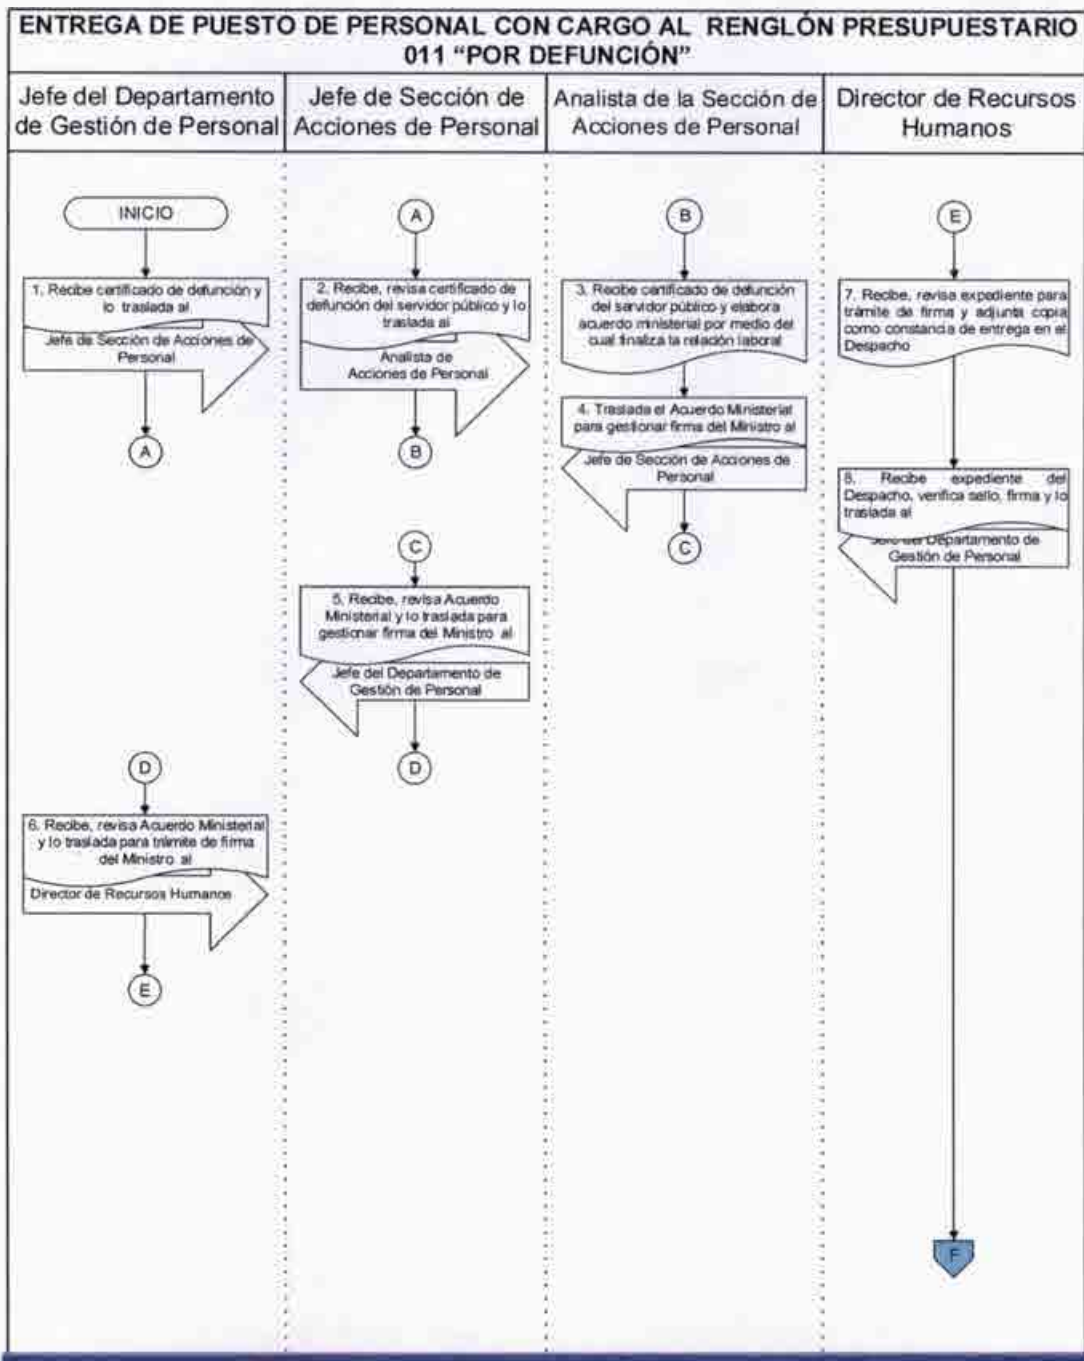 ENTREGA DE PUESTO DE PERSONAL CON CARGO AL RENGLÓN PRESUPUESTARIO
011 “POR DEFUNCIÓN”
Jefe del Departamento
de Gestión de Personal
Jefe de Sección de
Acciones de Personal
Analista de la Sección de
Acciones de Personal
Director de Recursos
Humanos
INICIO
1. Recibe certificado de defunción y
lo traslada al
Jefe de Sección de Acciones de
Personal
A
A
2. Recibe, revisa certificado de
defunción del servidor público y lo
traslada al
Analista de
Acciones de Personal
B
B
3. Recibe certificado de defunción
del servidor público y elabora
acuerdo ministerial por medio del
cual finaliza la relación laboral
4. Traslada el Acuerdo Ministerial
para gestionar firma del Ministro al
Jefe de Sección de Acciones de
Personal
C
C
5. Recibe, revisa Acuerdo
Ministerial y lo traslada para
gestionar firma del Ministro al
Jefe del Departamento de
Gestión de Personal
D
D
6. Recibe, revisa Acuerdo Ministerial
y lo traslada para trámite de firma
del Ministro al
Director de Recursos Humanos
E
E
7. Recibe, revisa expediente para
trámite de firma y adjunta copia
como constancia de entrega en el
Despacho
8. Recibe expediente del
Despacho, verifica sello, firma y lo
traslada al
Jefe del Departamento de
Gestión de Personal
F